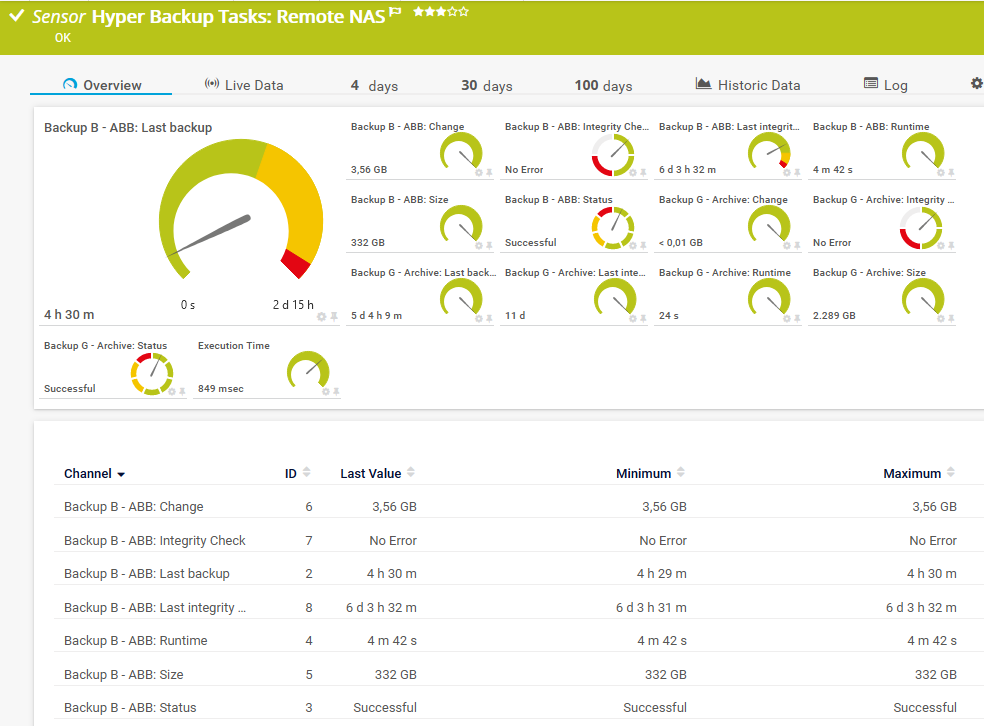 Sensor Hyper Backup Tasks: Remote NAS
OK
Overview
Live Data
4 days
30 days
100 days
Historic Data
Log
Backup B - ABB: Last backup
0 s
2 d 15 h
4 h 30 m
Backup B - ABB: Change
3,56 GB
Backup B - ABB: Integrity Che...
No Error
Backup B - ABB: Last integrit...
6 d 3 h 32 m
Backup B - ABB: Runtime
4 m 42 s
Backup B - ABB: Size
332 GB
Backup B - ABB: Status
Successful
Backup G - Archive: Change
< 0,01 GB
Backup G - Archive: Integrity ...
No Error
Backup G - Archive: Last back...
5 d 4 h 9 m
Backup G - Archive: Last inte...
11 d
Backup G - Archive: Runtime
24 s
Backup G - Archive: Size
2.289 GB
Backup G - Archive: Status
Successful
Execution Time
849 msec
Channel ID Last Value Minimum Maximum
Backup B - ABB: Change 6 3,56 GB 3,56 GB 3,56 GB
Backup B - ABB: Integrity Check 7 No Error No Error No Error
Backup B - ABB: Last backup 2 4 h 30 m 4 h 29 m 4 h 30 m
Backup B - ABB: Last integrity ... 8 6 d 3 h 32 m 6 d 3 h 31 m 6 d 3 h 32 m
Backup B - ABB: Runtime 4 4 m 42 s 4 m 42 s 4 m 42 s
Backup B - ABB: Size 5 332 GB 332 GB 332 GB
Backup B - ABB: Status 3 Successful Successful Successful